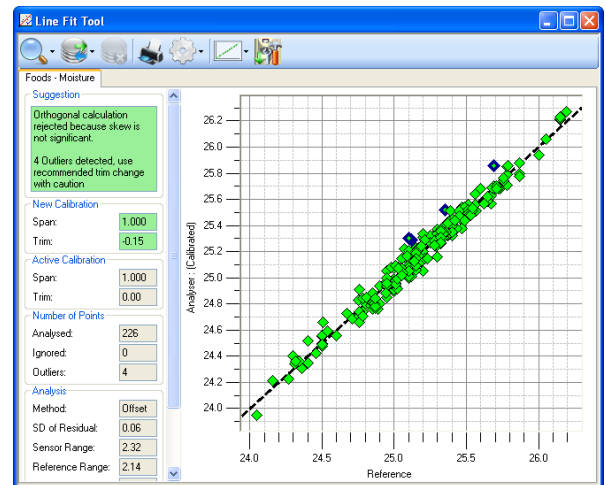 Line Fit Tool
Foods - Moisture
Suggestion
Orthogonal calculation
rejected because skew is
not significant.
4 Outliers detected, use
recommended trim change
with caution
New Calibration
Span: 1.000
Trim: -0.15
Active Calibration
Span: 1.000
Trim: 0.00
Number of Points
Analysed: 226
Ignored: 0
Outliers: 4
Analysis
Method: Offset
SD of Residual: 0.06
Sensor Range: 2.32
Reference Range: 2.14
Analyser : (Calibrated)
26.2
26.0
25.8
25.6
25.4
25.2
25.0
24.8
24.6
24.4
24.2
24.0
24.0 24.5 25.0 25.5 26.0
Reference